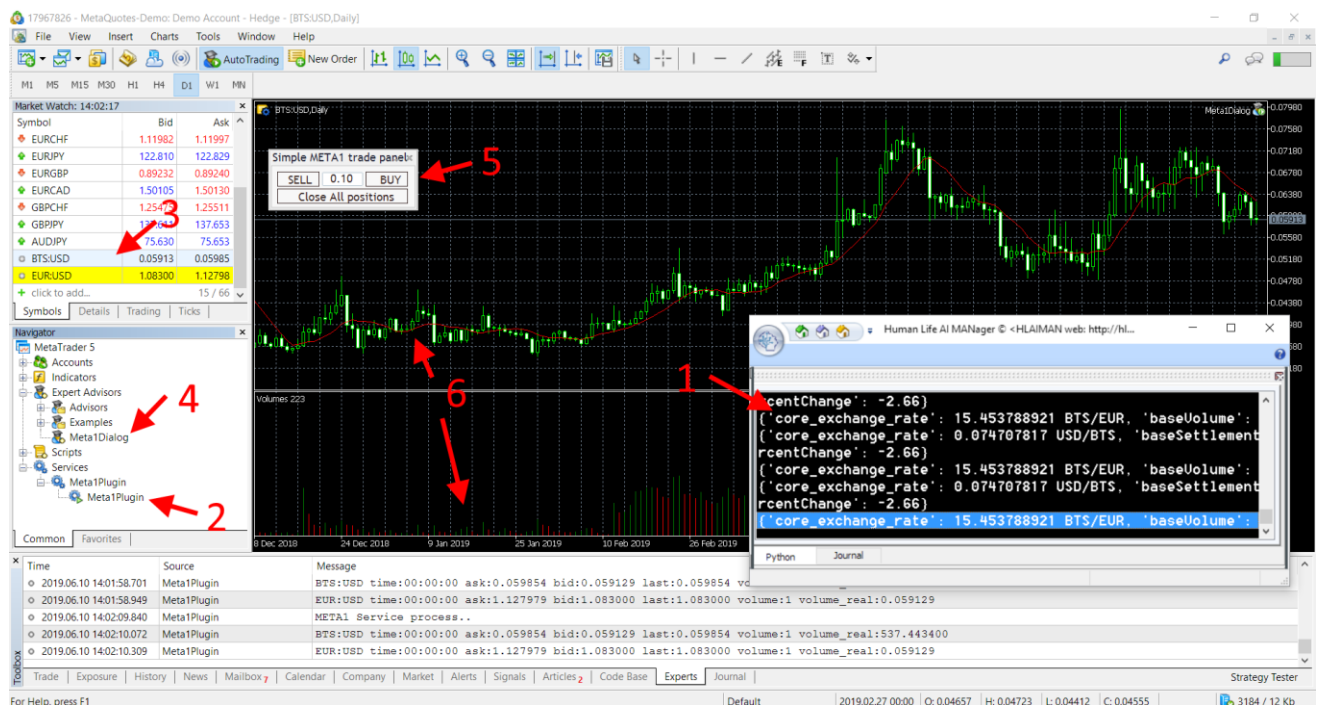 17967826 - MetaQuotes-Demo: Demo Account - Hedge - [BTS:USD,Daily]
File View Insert Charts Tools Window Help
AutoTrading New Order
M1 M5 M15 M30 H1 H4 D1 W1 MN
Market Watch: 14:02:17
Symbol Bid Ask
EURCHF 1.11982 1.11997
EURJPY 122.810 122.829
EURGBP 0.89232 0.89240
EURCAD 1.50105 1.50130
GBPCHF 1.25511
GBPJPY 137.653
AUDJPY 75.630 75.653
BTS:USD 0.05913 0.05985
EUR:USD 1.08300 1.12798
click to add... 15 / 66
Symbols Details Trading Ticks
3
Navigator
MetaTrader 5
Accounts
Indicators
Expert Advisors
Advisors
Examples
Meta1Dialog
Scripts
Services
Meta1Plugin
Meta1Plugin
Common Favorites
4
2
BTS:USD,Daily
Meta1Dialog
Simple META1 trade panel
SELL 0.10 BUY
Close All positions
5
6
1
0.07980
0.07580
0.07180
0.06780
0.06380
0.05913
0.05580
0.05180
0.04780
0.04380
Volumes 223
8 Dec 2018 24 Dec 2018 9 Jan 2019 25 Jan 2019 10 Feb 2019 26 Feb 2019
Human Life AI MANager © <HLAIMAN web: http://hl...
rcentChange': -2.66}
{'core_exchange_rate': 15.453788921 BTS/EUR, 'baseVolume':
{'core_exchange_rate': 0.074707817 USD/BTS, 'baseSettlement
rcentChange': -2.66}
{'core_exchange_rate': 15.453788921 BTS/EUR, 'baseVolume':
{'core_exchange_rate': 0.074707817 USD/BTS, 'baseSettlement
rcentChange': -2.66}
{'core_exchange_rate': 15.453788921 BTS/EUR, 'baseVolume':
Python Journal
Time Source Message
2019.06.10 14:01:58.701 Meta1Plugin BTS:USD time:00:00:00 ask:0.059854 bid:0.059129 last:0.059854
2019.06.10 14:01:58.949 Meta1Plugin EUR:USD time:00:00:00 ask:1.127979 bid:1.083000 last:1.083000 volume:1 volume_real:0.059129
2019.06.10 14:02:09.840 Meta1Plugin META1 Service process..
2019.06.10 14:02:10.072 Meta1Plugin BTS:USD time:00:00:00 ask:0.059854 bid:0.059129 last:0.059854 volume:1 volume_real:537.443400
2019.06.10 14:02:10.309 Meta1Plugin EUR:USD time:00:00:00 ask:1.127979 bid:1.083000 last:1.083000 volume:1 volume_real:0.059129
Toolbox
Trade Exposure History News Mailbox 7 Calendar Company Market Alerts Signals Articles 2 Code Base Experts Journal Strategy Tester
For Help, press F1 Default 2019.02.27 00:00 O: 0.04657 H: 0.04723 L: 0.04412 C: 0.04555 3184 / 12 Kb